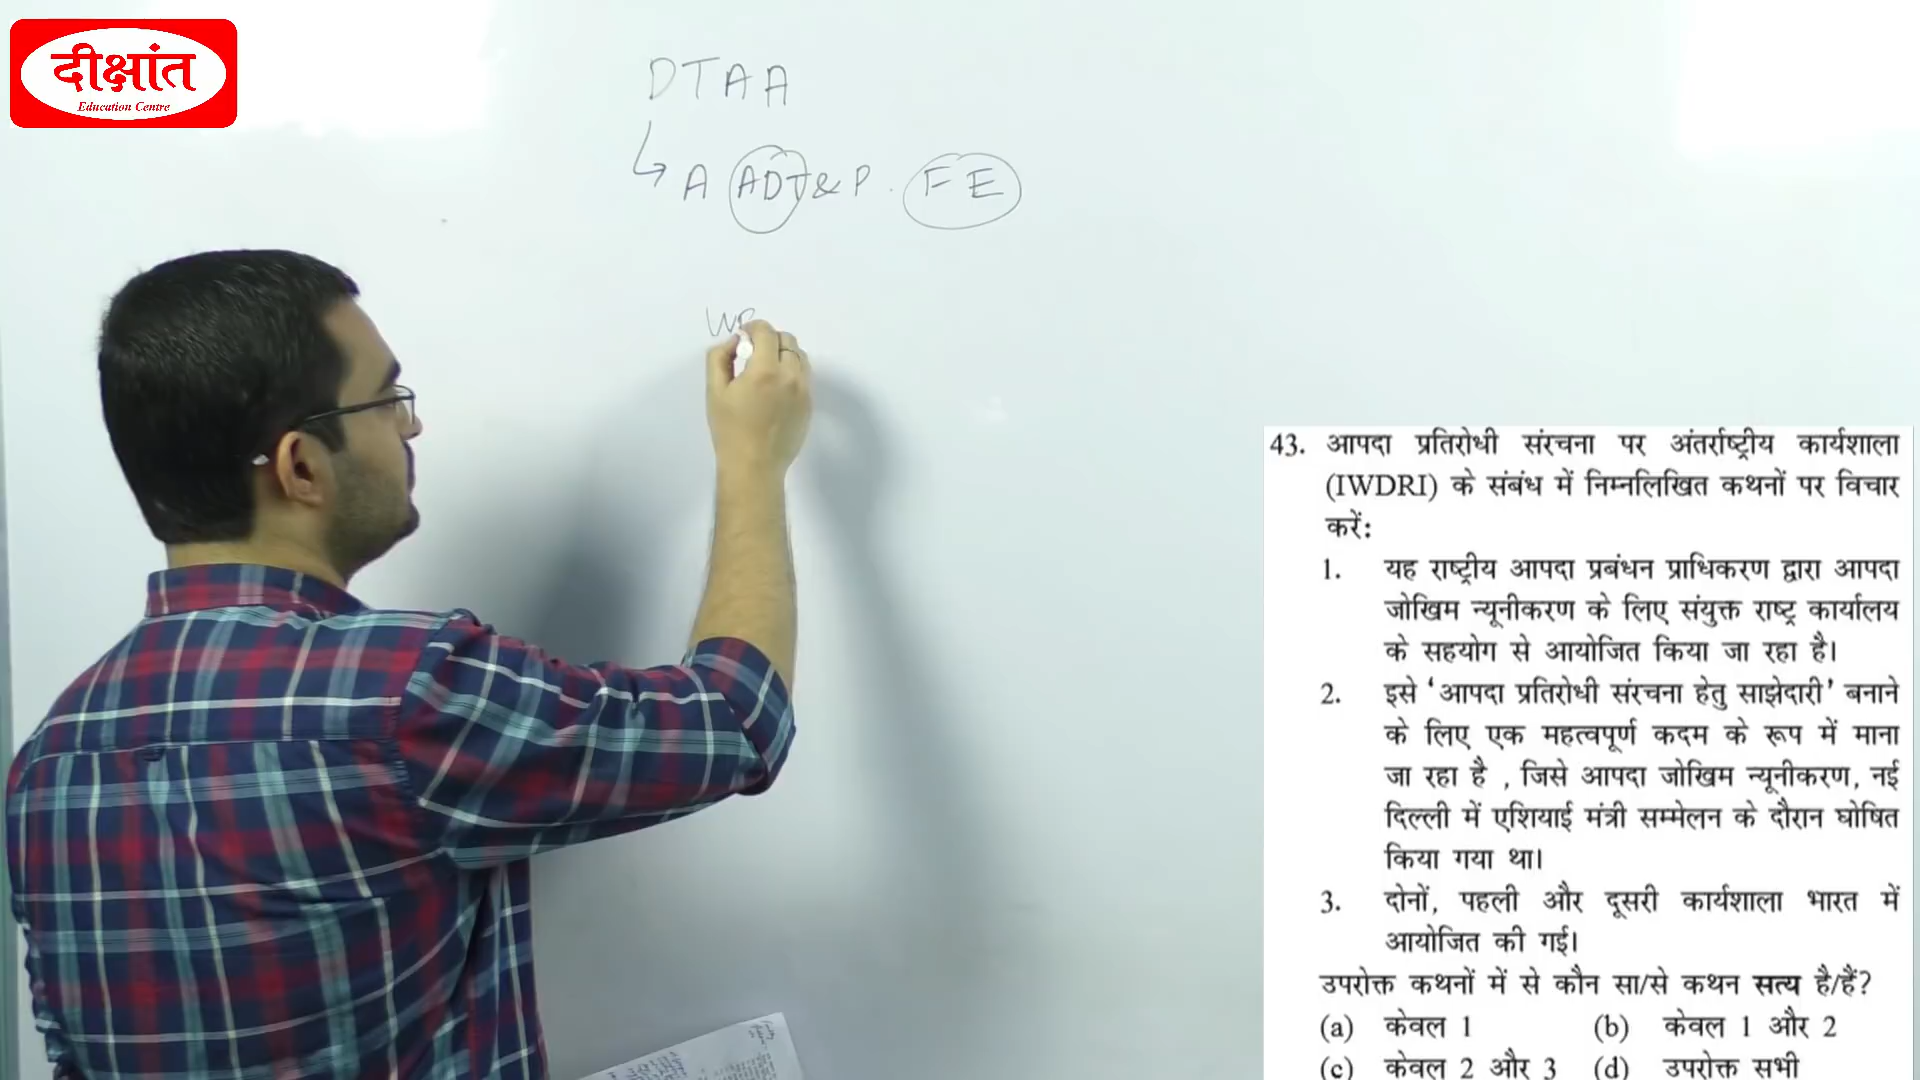 दीक्षांत
Education Centre
DTAA
↳ A ADT & P. FE
43. आपदा प्रतिरोधी संरचना पर अंतर्राष्ट्रीय कार्यशाला
(IWDRI) के संबंध में निम्नलिखित कथनों पर विचार
करें:
1. यह राष्ट्रीय आपदा प्रबंधन प्राधिकरण द्वारा आपदा
जोखिम न्यूनीकरण के लिए संयुक्त राष्ट्र कार्यालय
के सहयोग से आयोजित किया जा रहा है।
2. इसे ‘आपदा प्रतिरोधी संरचना हेतु साझेदारी’ बनाने
के लिए एक महत्वपूर्ण कदम के रूप में माना
जा रहा है , जिसे आपदा जोखिम न्यूनीकरण, नई
दिल्ली में एशियाई मंत्री सम्मेलन के दौरान घोषित
किया गया था।
3. दोनों, पहली और दूसरी कार्यशाला भारत में
आयोजित की गई।
उपरोक्त कथनों में से कौन सा/से कथन सत्य है/हैं?
(a) केवल 1 (b) केवल 1 और 2
(c) केवल 2 और 3 (d) उपरोक्त सभी